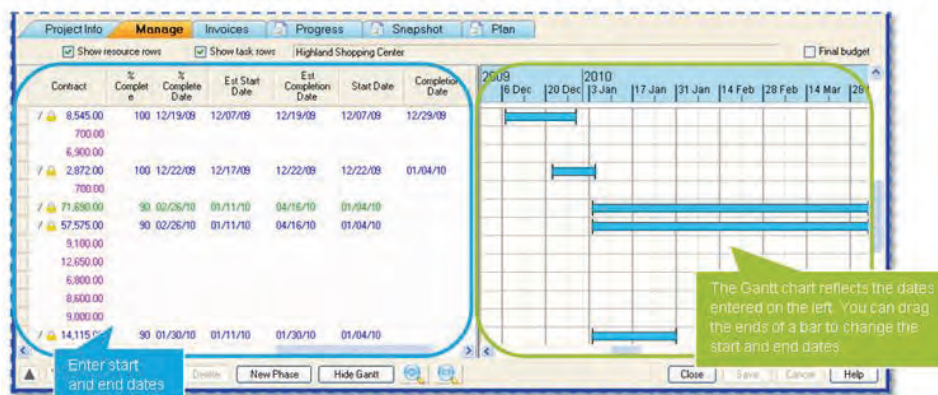 Project Info Manage Invoices Progress Snapshot Plan
Show resource rows Show task rows Highland Shopping Center Final budget
Contract % Complet e % Complete Date Est Start Date Est Completion Date Start Date Completion Date
2009 2010
6 Dec 20 Dec 3 Jan 17 Jan 31 Jan 14 Feb 28 Feb 14 Mar 28
8,545.00 100 12/19/09 12/07/09 12/19/09 12/07/09 12/29/09
700.00
6,900.00
2,872.00 100 12/22/09 12/17/09 12/22/09 12/22/09 01/04/10
700.00
71,690.00 90 02/26/10 01/11/10 04/16/10 01/04/10
57,575.00 90 02/26/10 01/11/10 04/16/10 01/04/10
9,100.00
12,650.00
6,800.00
8,600.00
9,000.00
14,115.00 90 01/30/10 01/11/10 01/30/10 01/04/10
The Gantt chart reflects the dates
entered on the left. You can drag
the ends of a bar to change the
start and end dates
Enter start
and end dates
Delete New Phase Hide Gantt Close Save Cancel Help